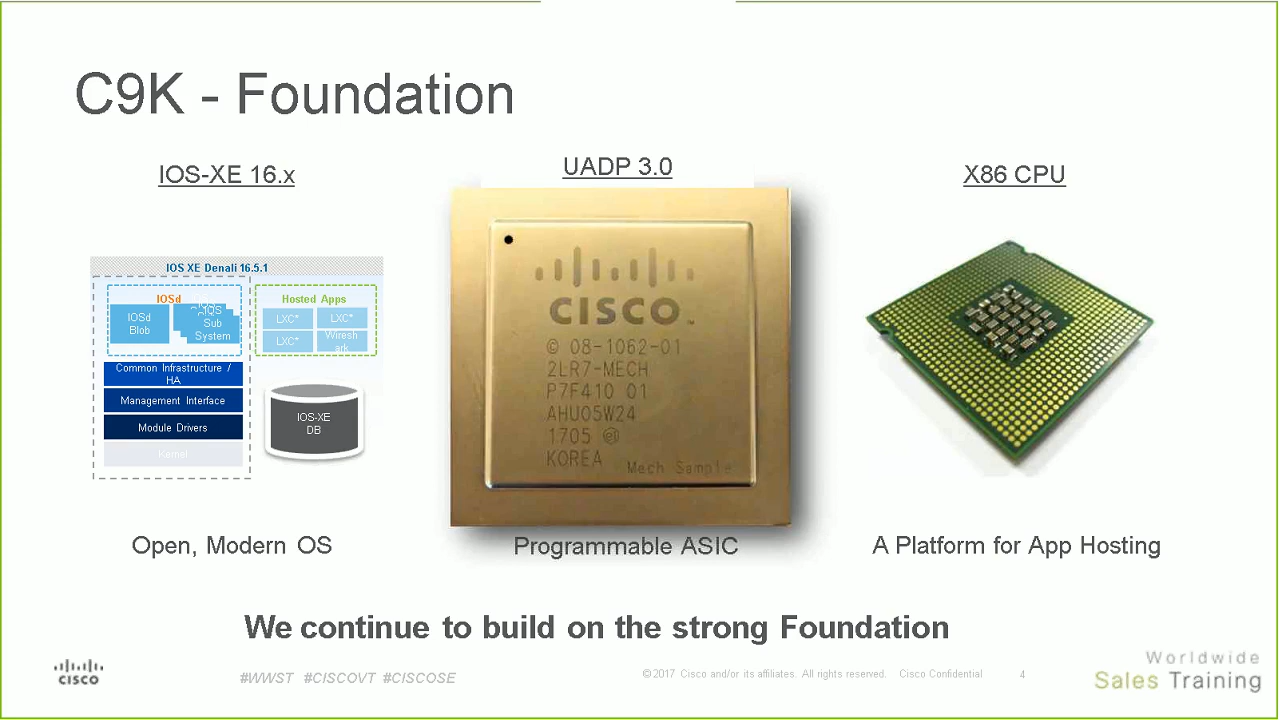 C9K - Foundation
IOS-XE 16.x
UADP 3.0
X86 CPU
IOS XE Denali 16.5.1
IOSd
IOSd
Blob
IOS
Sub
System
Hosted Apps
LXC*
LXC*
LXC*
Wiresh
ark
Common Infrastructure /
HA
Management Interface
Module Drivers
Kernel
IOS-XE
DB
CISCO
© 08-1062-01
2LR7-MECH
P7F410 01
AHU05W24
1705 e1
KOREA
Mech Sample
Open, Modern OS
Programmable ASIC
A Platform for App Hosting
We continue to build on the strong Foundation
CISCO
#WWST #CISCOVT #CISCOSE
© 2017 Cisco and/or its affiliates. All rights reserved. Cisco Confidential
4
Worldwide
Sales Training